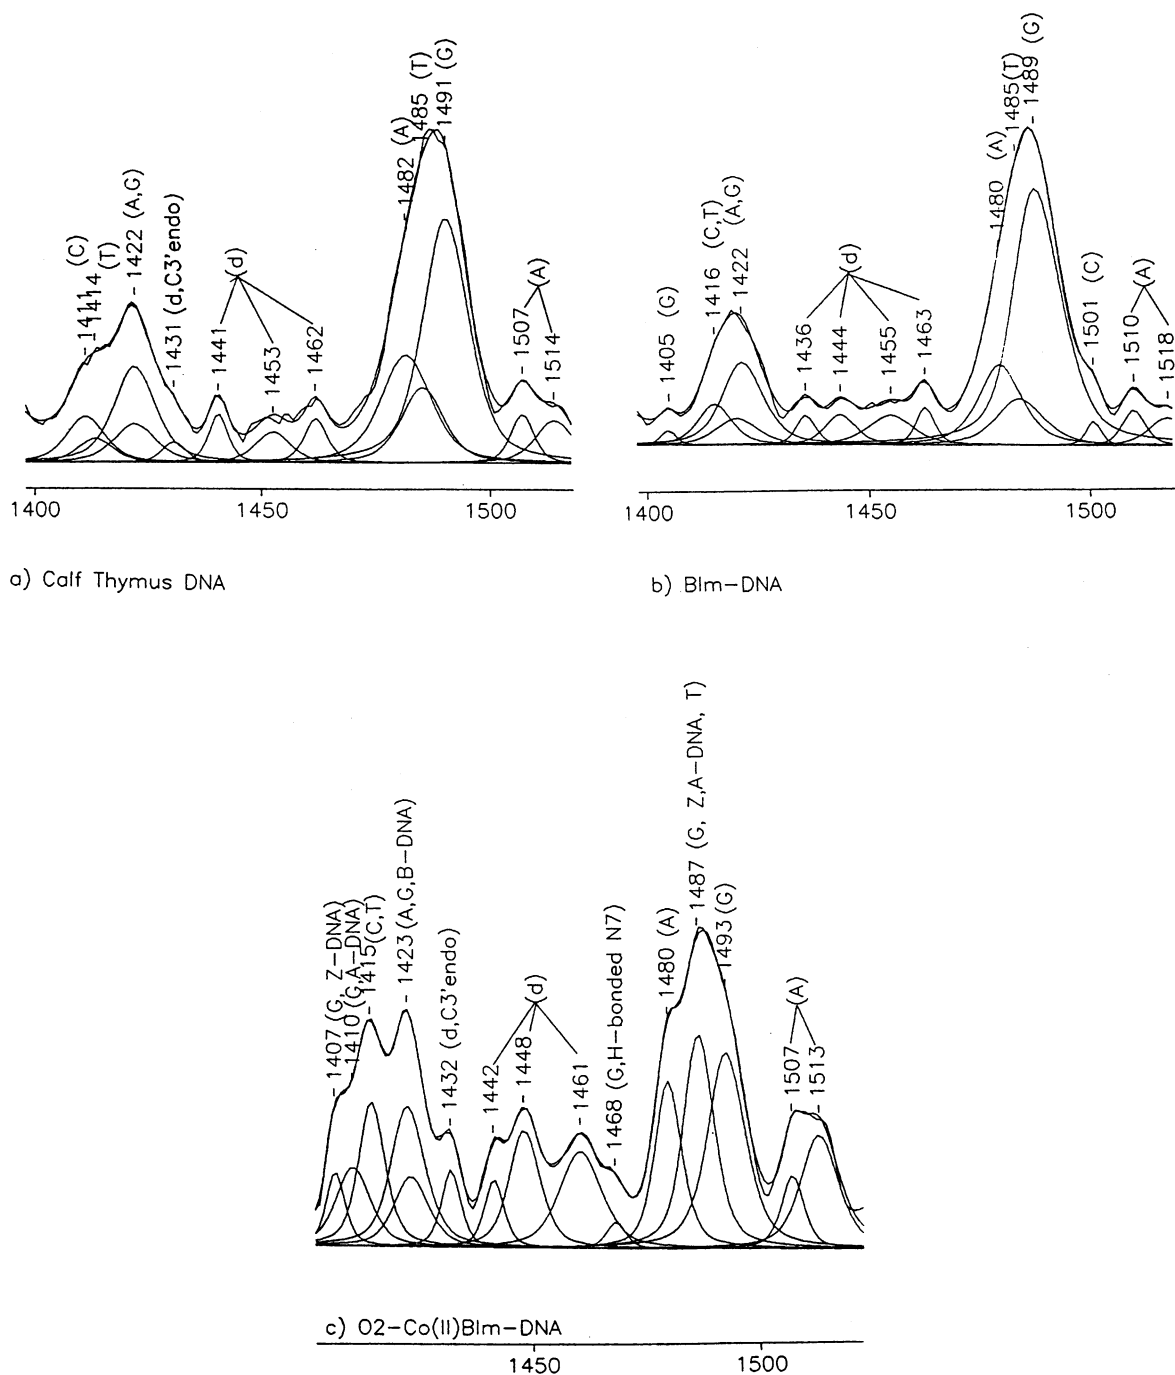 1411 (C)
1414 (T)
1422 (A,G)
1431 (d,C3'endo)
1441
(d)
1453
1462
1482 (A)
1485 (T)
1491 (G)
1507
(A)
1514
1400 1450 1500
a) Calf Thymus DNA
1405 (G)
1416 (C,T)
1422 (A,G)
1436
1444
(d)
1455
1463
1480 (A)
1485(T)
1489 (G)
1501 (C)
1510
(A)
1518
1400 1450 1500
b) Blm-DNA
1407 (G, Z-DNA)
1410 (G,A-DNA)
1415(C,T)
1423 (A,G,B-DNA)
1432 (d,C3'endo)
1442
1448
(d)
1461
1468 (G,H-bonded N7)
1480 (A)
1487 (G, Z,A-DNA, T)
1493 (G)
1507
(A)
1513
c) O2-Co(II)Blm-DNA
1450 1500